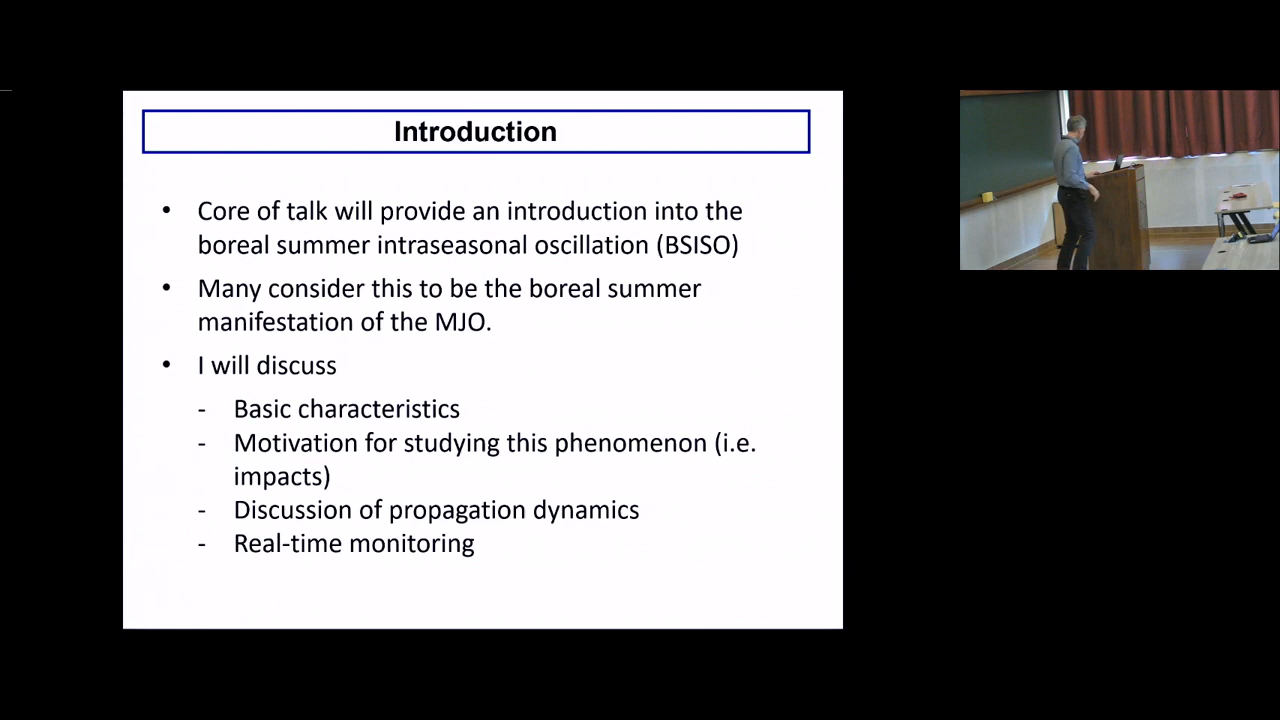 Introduction
• Core of talk will provide an introduction into the
boreal summer intraseasonal oscillation (BSISO)
• Many consider this to be the boreal summer
manifestation of the MJO.
• I will discuss
- Basic characteristics
- Motivation for studying this phenomenon (i.e.
impacts)
- Discussion of propagation dynamics
- Real-time monitoring